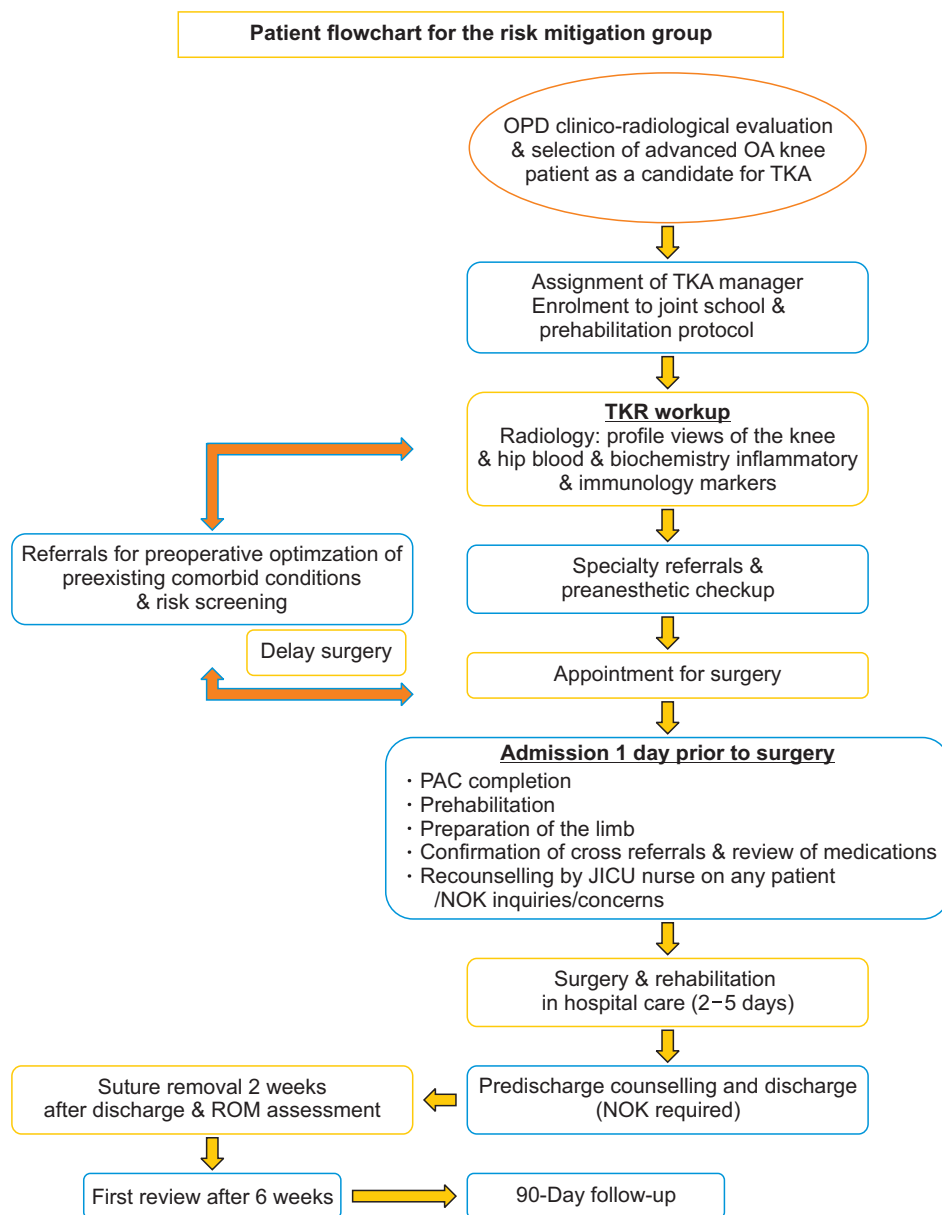 Patient flowchart for the risk mitigation group
OPD clinico-radiological evaluation
& selection of advanced OA knee
patient as a candidate for TKA
Assignment of TKA manager
Enrolment to joint school &
prehabilitation protocol
TKR workup
Radiology: profile views of the knee
& hip blood & biochemistry inflammatory
& immunology markers
Referrals for preoperative optimzation of
preexisting comorbid conditions
& risk screening
Specialty referrals &
preanesthetic checkup
Delay surgery
Appointment for surgery
Admission 1 day prior to surgery
· PAC completion
· Prehabilitation
· Preparation of the limb
· Confirmation of cross referrals & review of medications
· Recounselling by JICU nurse on any patient
/NOK inquiries/concerns
Surgery & rehabilitation
in hospital care (2−5 days)
Predischarge counselling and discharge
(NOK required)
Suture removal 2 weeks
after discharge & ROM assessment
First review after 6 weeks
90-Day follow-up